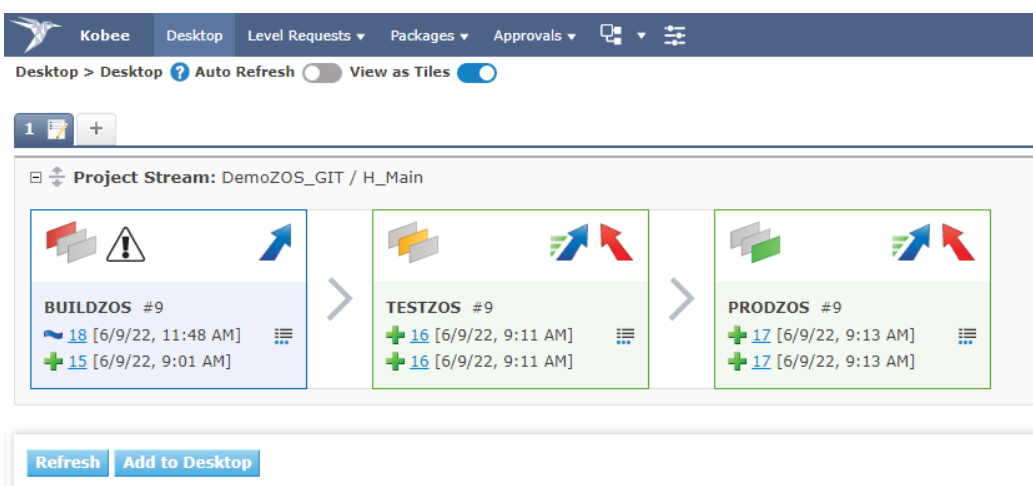 Kobee Desktop Level Requests Packages Approvals
Desktop > Desktop ? Auto Refresh View as Tiles
1 +
Project Stream: DemoZOS_GIT / H_Main
BUILDZOS #9
18 [6/9/22, 11:48 AM]
15 [6/9/22, 9:01 AM]
TESTZOS #9
16 [6/9/22, 9:11 AM]
16 [6/9/22, 9:11 AM]
PRODZOS #9
17 [6/9/22, 9:13 AM]
17 [6/9/22, 9:13 AM]
Refresh Add to Desktop